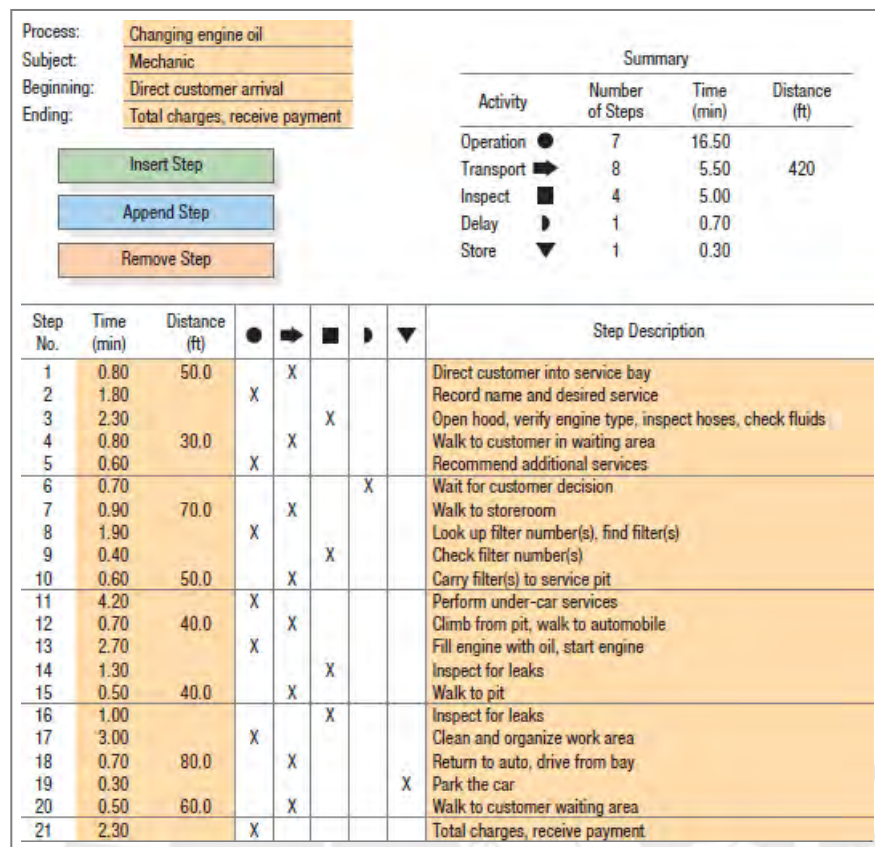 Process: Changing engine oil
Subject: Mechanic
Beginning: Direct customer arrival
Ending: Total charges, receive payment
Insert Step
Append Step
Remove Step
Summary
Activity Number of Steps Time (min) Distance (ft)
Operation 7 16.50
Transport 8 5.50 420
Inspect 4 5.00
Delay 1 0.70
Store 1 0.30
Step No. Time (min) Distance (ft) Step Description
1 0.80 50.0 X Direct customer into service bay
2 1.80 X Record name and desired service
3 2.30 X Open hood, verify engine type, inspect hoses, check fluids
4 0.80 30.0 X Walk to customer in waiting area
5 0.60 X Recommend additional services
6 0.70 X Wait for customer decision
7 0.90 70.0 X Walk to storeroom
8 1.90 X Look up filter number(s), find filter(s)
9 0.40 X Check filter number(s)
10 0.60 50.0 X Carry filter(s) to service pit
11 4.20 X Perform under-car services
12 0.70 40.0 X Climb from pit, walk to automobile
13 2.70 X Fill engine with oil, start engine
14 1.30 X Inspect for leaks
15 0.50 40.0 X Walk to pit
16 1.00 X Inspect for leaks
17 3.00 X Clean and organize work area
18 0.70 80.0 X Return to auto, drive from bay
19 0.30 X Park the car
20 0.50 60.0 X Walk to customer waiting area
21 2.30 X Total charges, receive payment